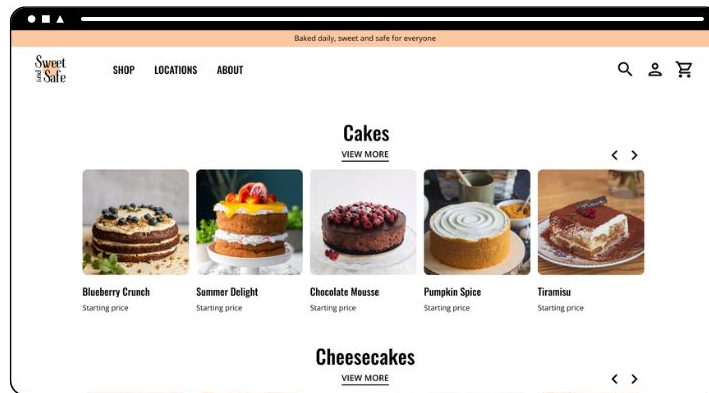 Baked daily, sweet and safe for everyone
Sweet
and Safe
SHOP LOCATIONS ABOUT
Cakes
VIEW MORE
Blueberry Crunch Summer Delight Chocolate Mousse Pumpkin Spice Tiramisu
Starting price Starting price Starting price Starting price Starting price
Cheesecakes
VIEW MORE